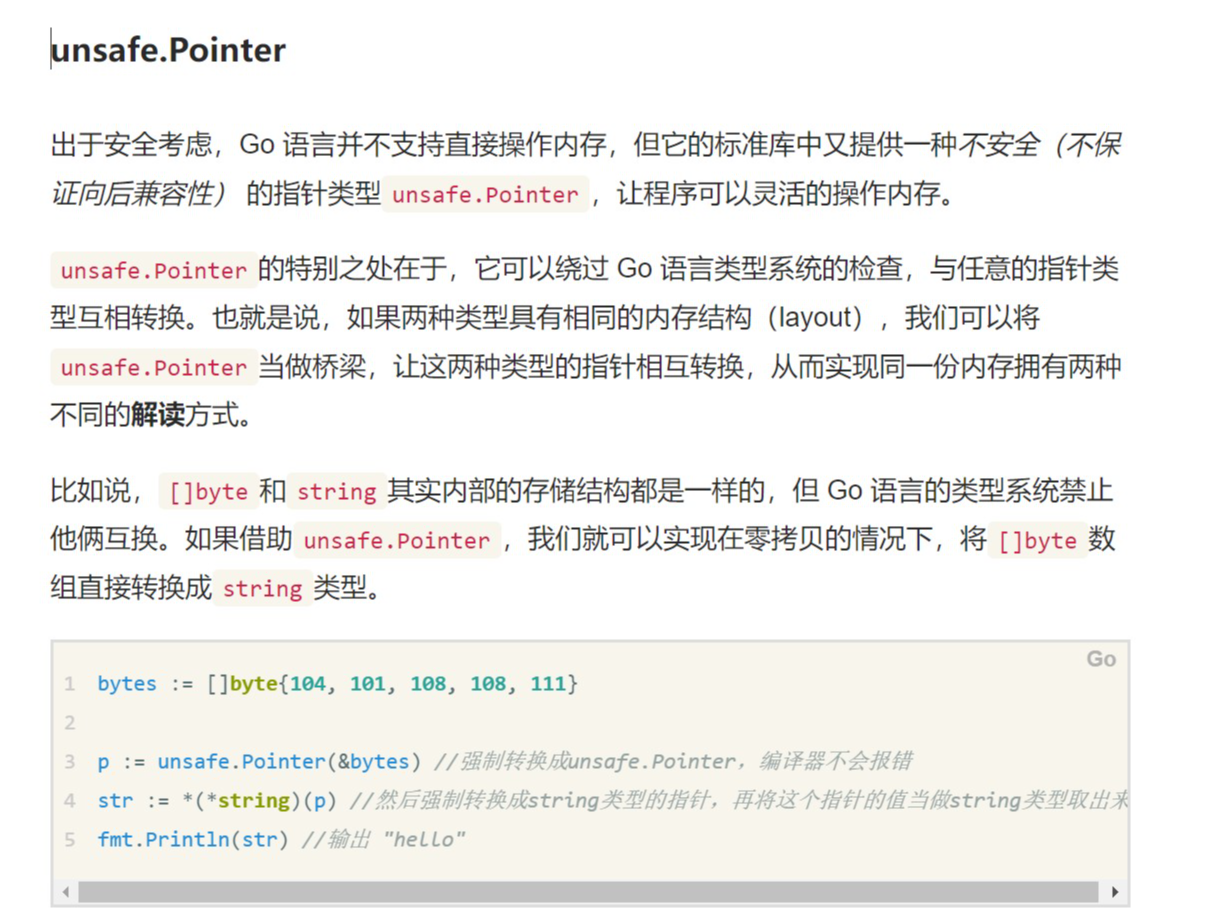 unsafe.Pointer
出于安全考虑，Go 语言并不支持直接操作内存，但它的标准库中又提供一种不安全（不保
证向后兼容性） 的指针类型 unsafe.Pointer ，让程序可以灵活的操作内存。
unsafe.Pointer 的特别之处在于，它可以绕过 Go 语言类型系统的检查，与任意的指针类
型互相转换。也就是说，如果两种类型具有相同的内存结构（layout），我们可以将
unsafe.Pointer 当做桥梁，让这两种类型的指针相互转换，从而实现同一份内存拥有两种
不同的解读方式。
比如说， []byte 和 string 其实内部的存储结构都是一样的，但 Go 语言的类型系统禁止
他俩互换。如果借助 unsafe.Pointer ，我们就可以实现在零拷贝的情况下，将 []byte 数
组直接转换成 string 类型。
Go
1 bytes := []byte{104, 101, 108, 108, 111}
2
3 p := unsafe.Pointer(&bytes) //强制转换成unsafe.Pointer，编译器不会报错
4 str := *(*string)(p) //然后强制转换成string类型的指针，再将这个指针的值当做string类型取出来
5 fmt.Println(str) //输出 "hello"